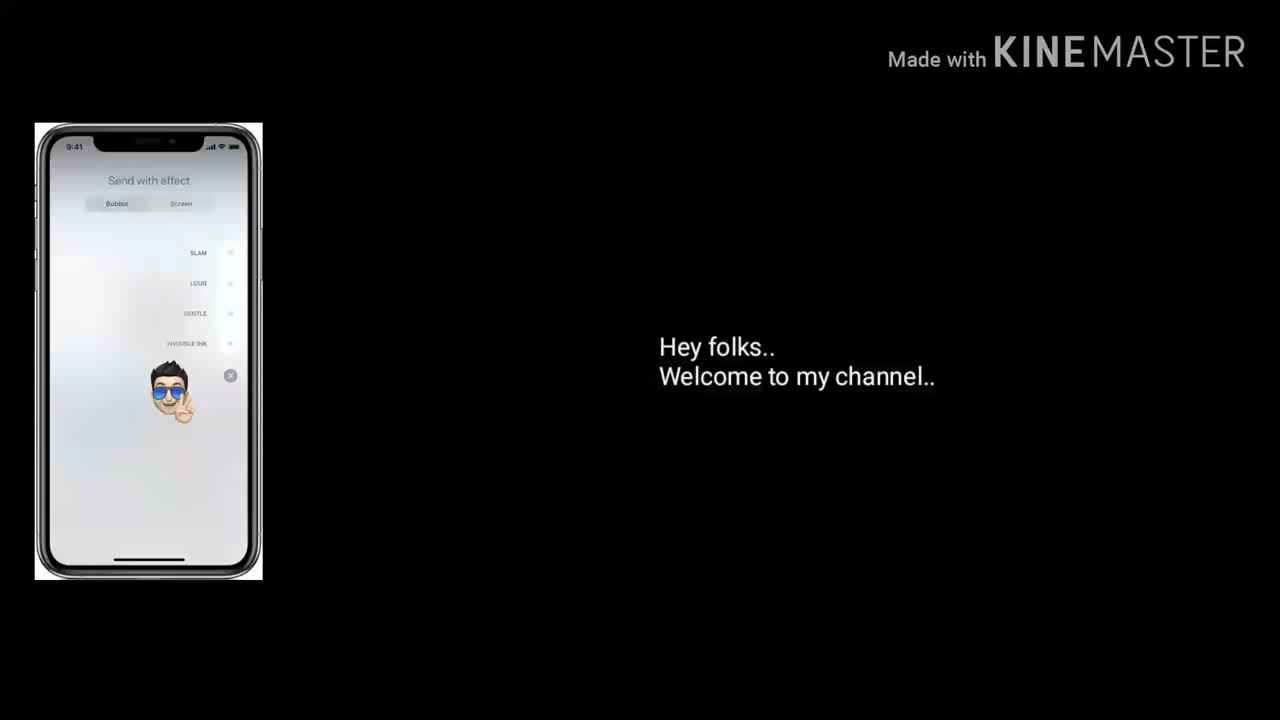 Made with KINEMASTER
9:41
Send with effect
Bubble Screen
SLAM
LOUD
GENTLE
INVISIBLE INK
Hey folks..
Welcome to my channel..